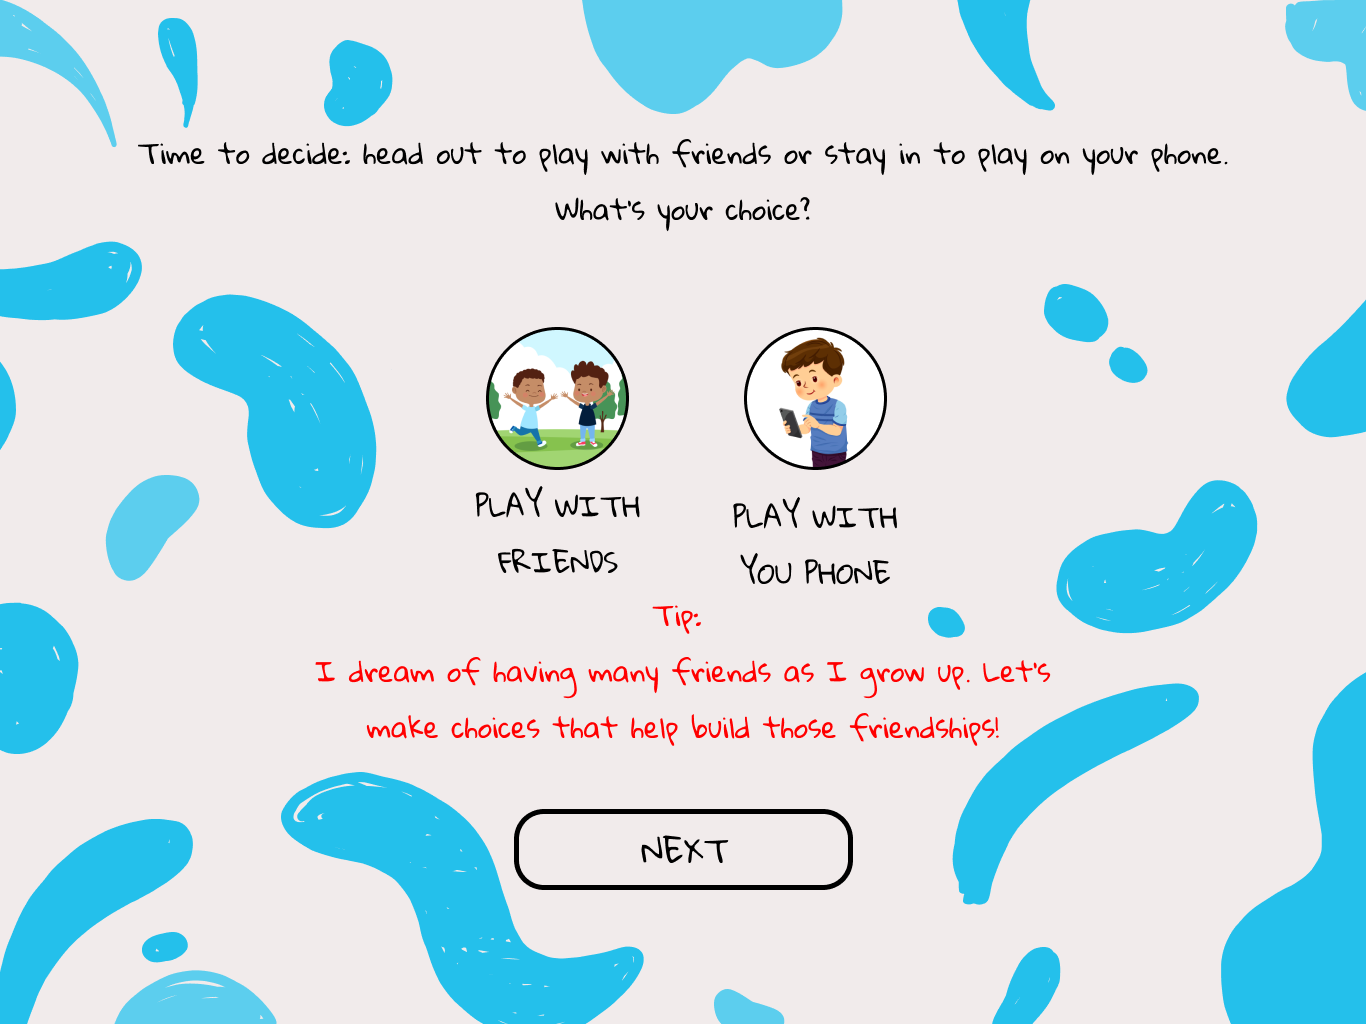 Time to decide: head out to play with friends or stay in to play on your phone.
What's your choice?
PLAY WITH
FRIENDS
PLAY WITH
YOU PHONE
Tip:
I dream of having many friends as I grow up. Let's
make choices that help build those friendships!
NEXT